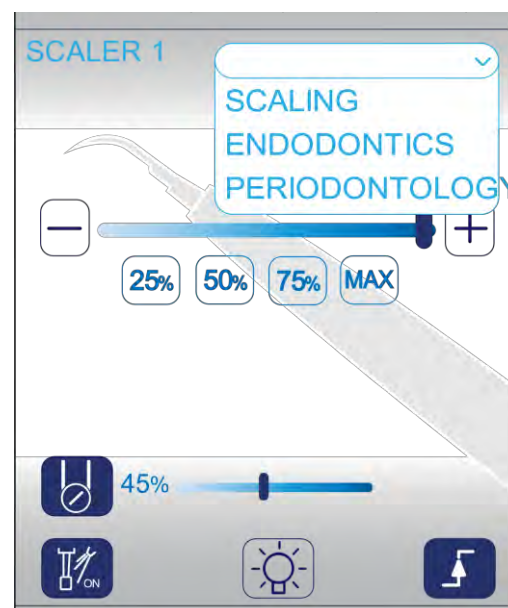 SCALER 1
SCALING
ENDODONTICS
PERIODONTOLOGY
25% 50% 75% MAX
45%
ON